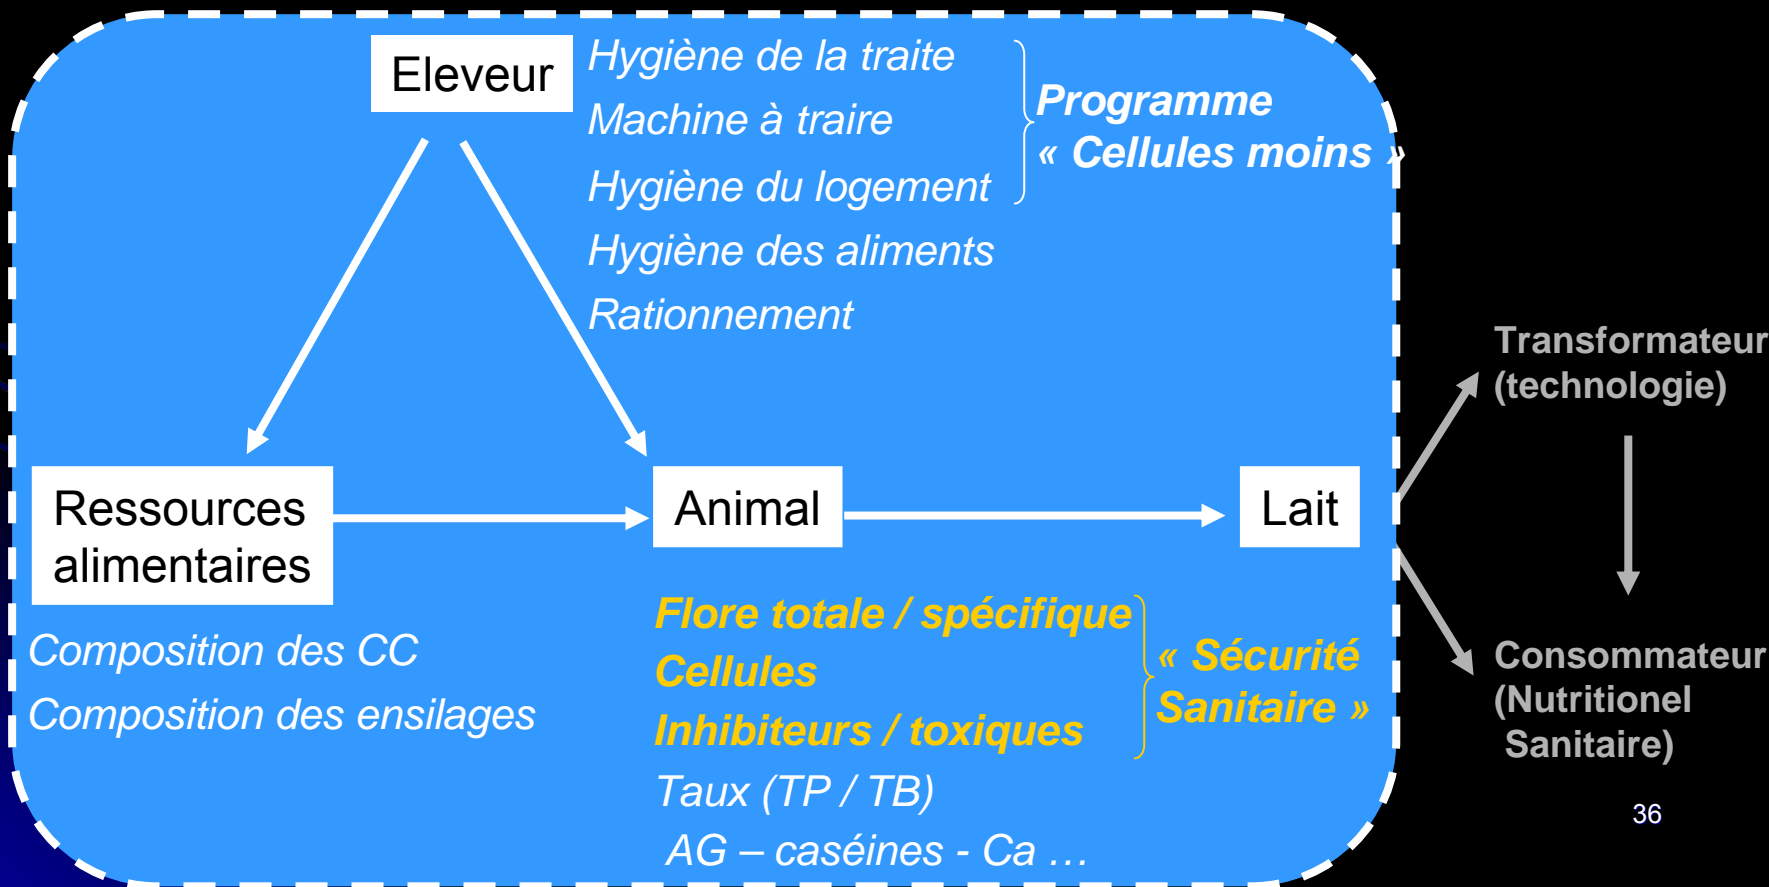 Eleveur
Hygiène de la traite
Machine à traire
Hygiène du logement
Hygiène des aliments
Rationnement
Programme
« Cellules moins »
Ressources
alimentaires
Animal
Lait
Composition des CC
Composition des ensilages
Flore totale / spécifique
Cellules
Inhibiteurs / toxiques
Taux (TP / TB)
AG – caséines - Ca …
« Sécurité
Sanitaire »
Transformateur
(technologie)
Consommateur
(Nutritionel
Sanitaire)
36